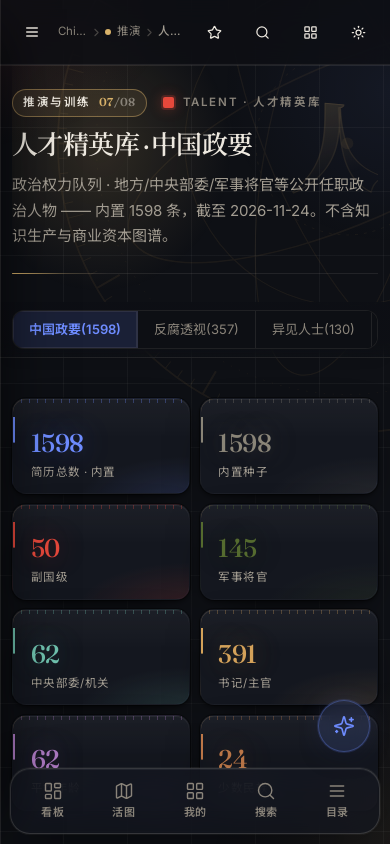 Chi...
推演
人...
推演与训练 07/08
TALENT · 人才精英库
人才精英库·中国政要
政治权力队列 · 地方/中央部委/军事将官等公开任职政
治人物 —— 内置 1598 条，截至 2026-11-24。不含知
识生产与商业资本图谱。
中国政要(1598)
反腐透视(357)
异见人士(130)
1598
简历总数 · 内置
1598
内置种子
50
副国级
145
军事将官
62
中央部委/机关
391
书记/主官
62
24
看板
活图
我的
搜索
目录